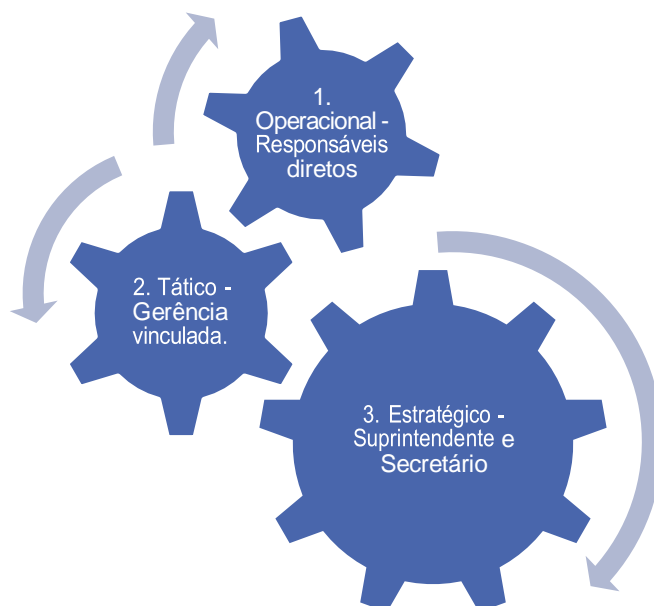 1.
Operacional -
Responsáveis
diretos
2. Tático -
Gerência
vinculada.
3. Estratégico -
Suprintendente e
Secretário